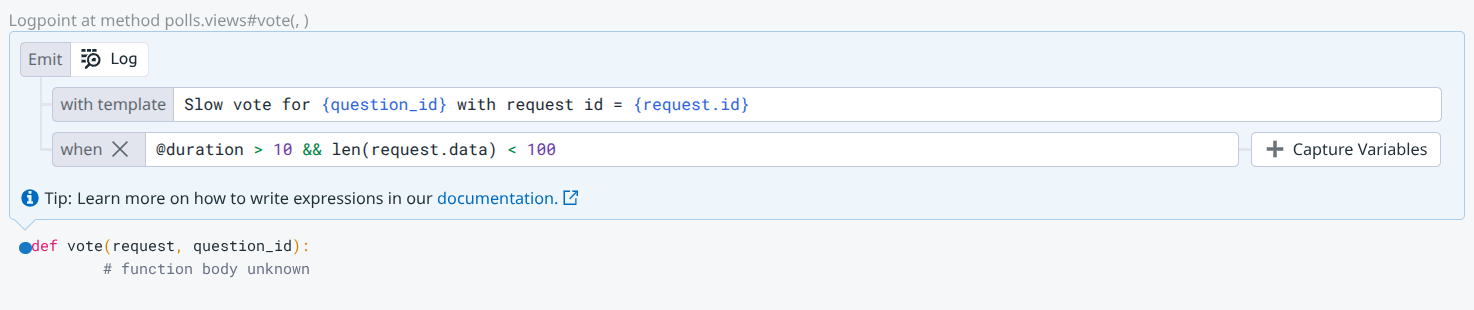 Logpoint at method polls.views#vote(, )
Emit Log
with template Slow vote for {question_id} with request id = {request.id}
when @duration > 10 && len(request.data) < 100 Capture Variables
Tip: Learn more on how to write expressions in our documentation.
def vote(request, question_id):
# function body unknown